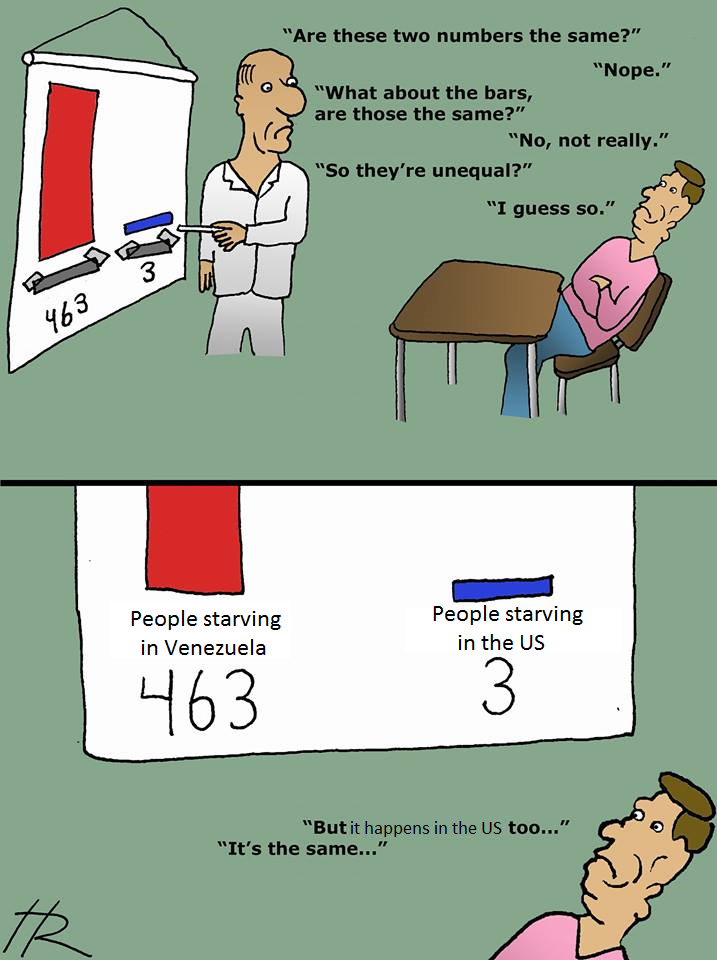 “Are these two numbers the same?”
“Nope.”
“What about the bars,
are those the same?”
“No, not really.”
“So they’re unequal?”
“I guess so.”
463
3
People starving
in Venezuela
463
People starving
in the US
3
“But it happens in the US too...”
“It’s the same...”
HR